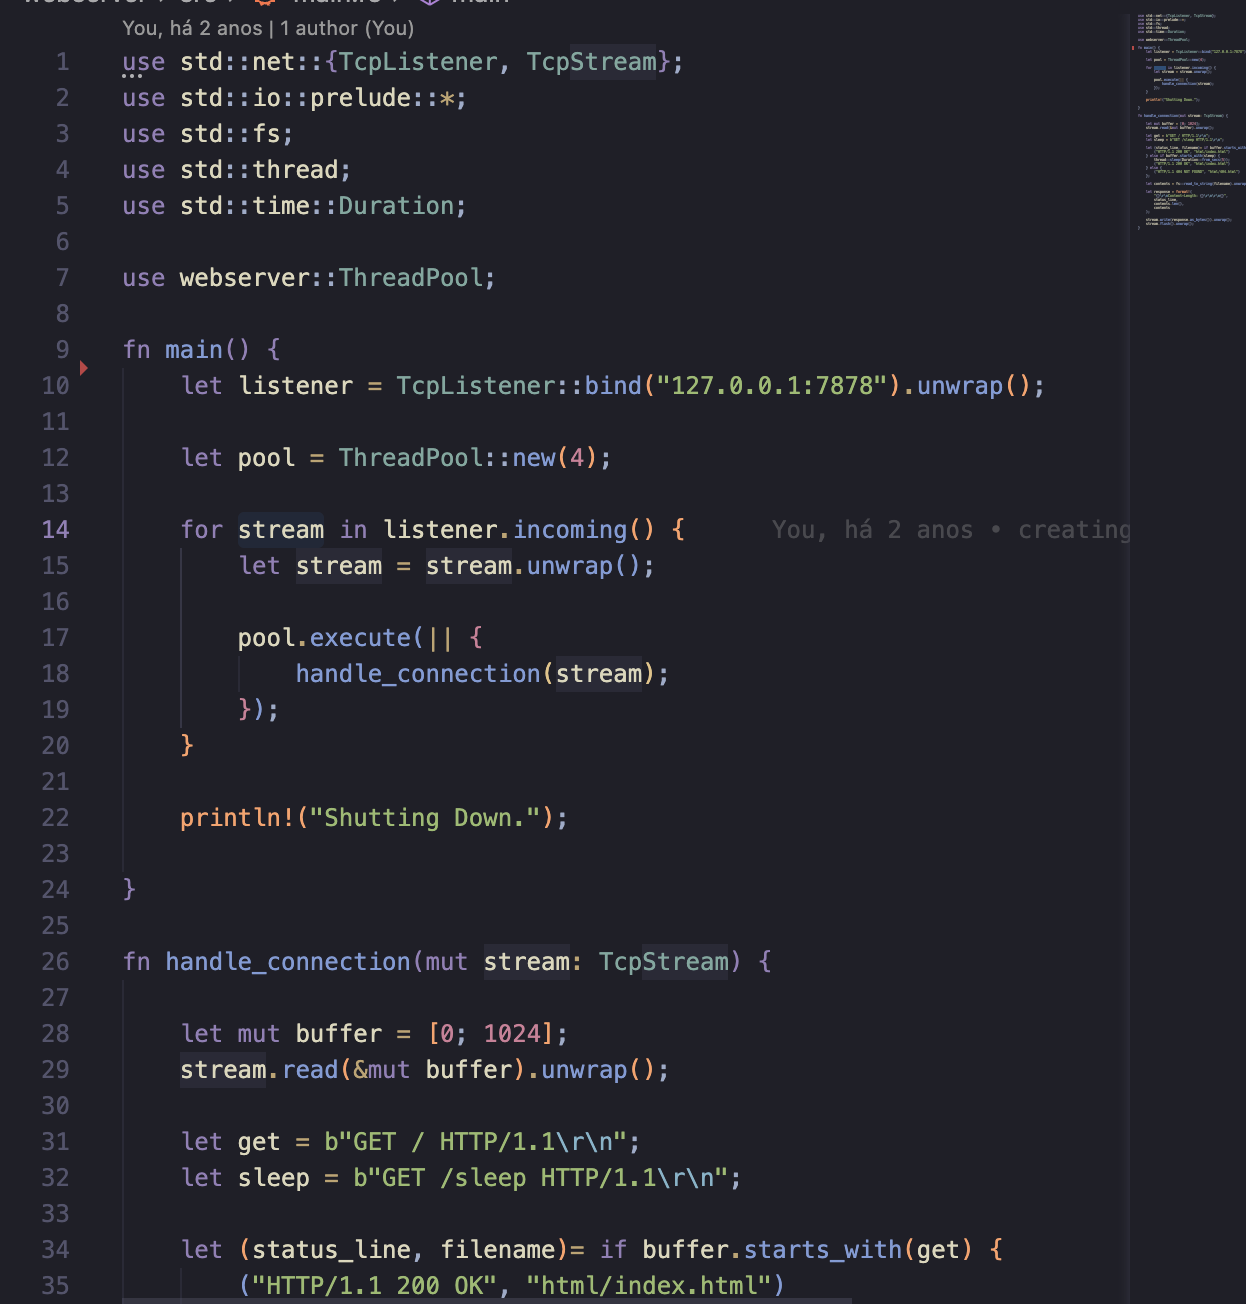 webserver > src > main.rs > main
You, há 2 anos | 1 author (You)
1 use std::net::{TcpListener, TcpStream};
2 use std::io::prelude::*;
3 use std::fs;
4 use std::thread;
5 use std::time::Duration;
6
7 use webserver::ThreadPool;
8
9 fn main() {
10     let listener = TcpListener::bind("127.0.0.1:7878").unwrap();
11
12     let pool = ThreadPool::new(4);
13
14     for stream in listener.incoming() {    You, há 2 anos • creating
15         let stream = stream.unwrap();
16
17         pool.execute(|| {
18             handle_connection(stream);
19         });
20     }
21
22     println!("Shutting Down.");
23
24 }
25
26 fn handle_connection(mut stream: TcpStream) {
27
28     let mut buffer = [0; 1024];
29     stream.read(&mut buffer).unwrap();
30
31     let get = b"GET / HTTP/1.1\r\n";
32     let sleep = b"GET /sleep HTTP/1.1\r\n";
33
34     let (status_line, filename)= if buffer.starts_with(get) {
35         ("HTTP/1.1 200 OK", "html/index.html")